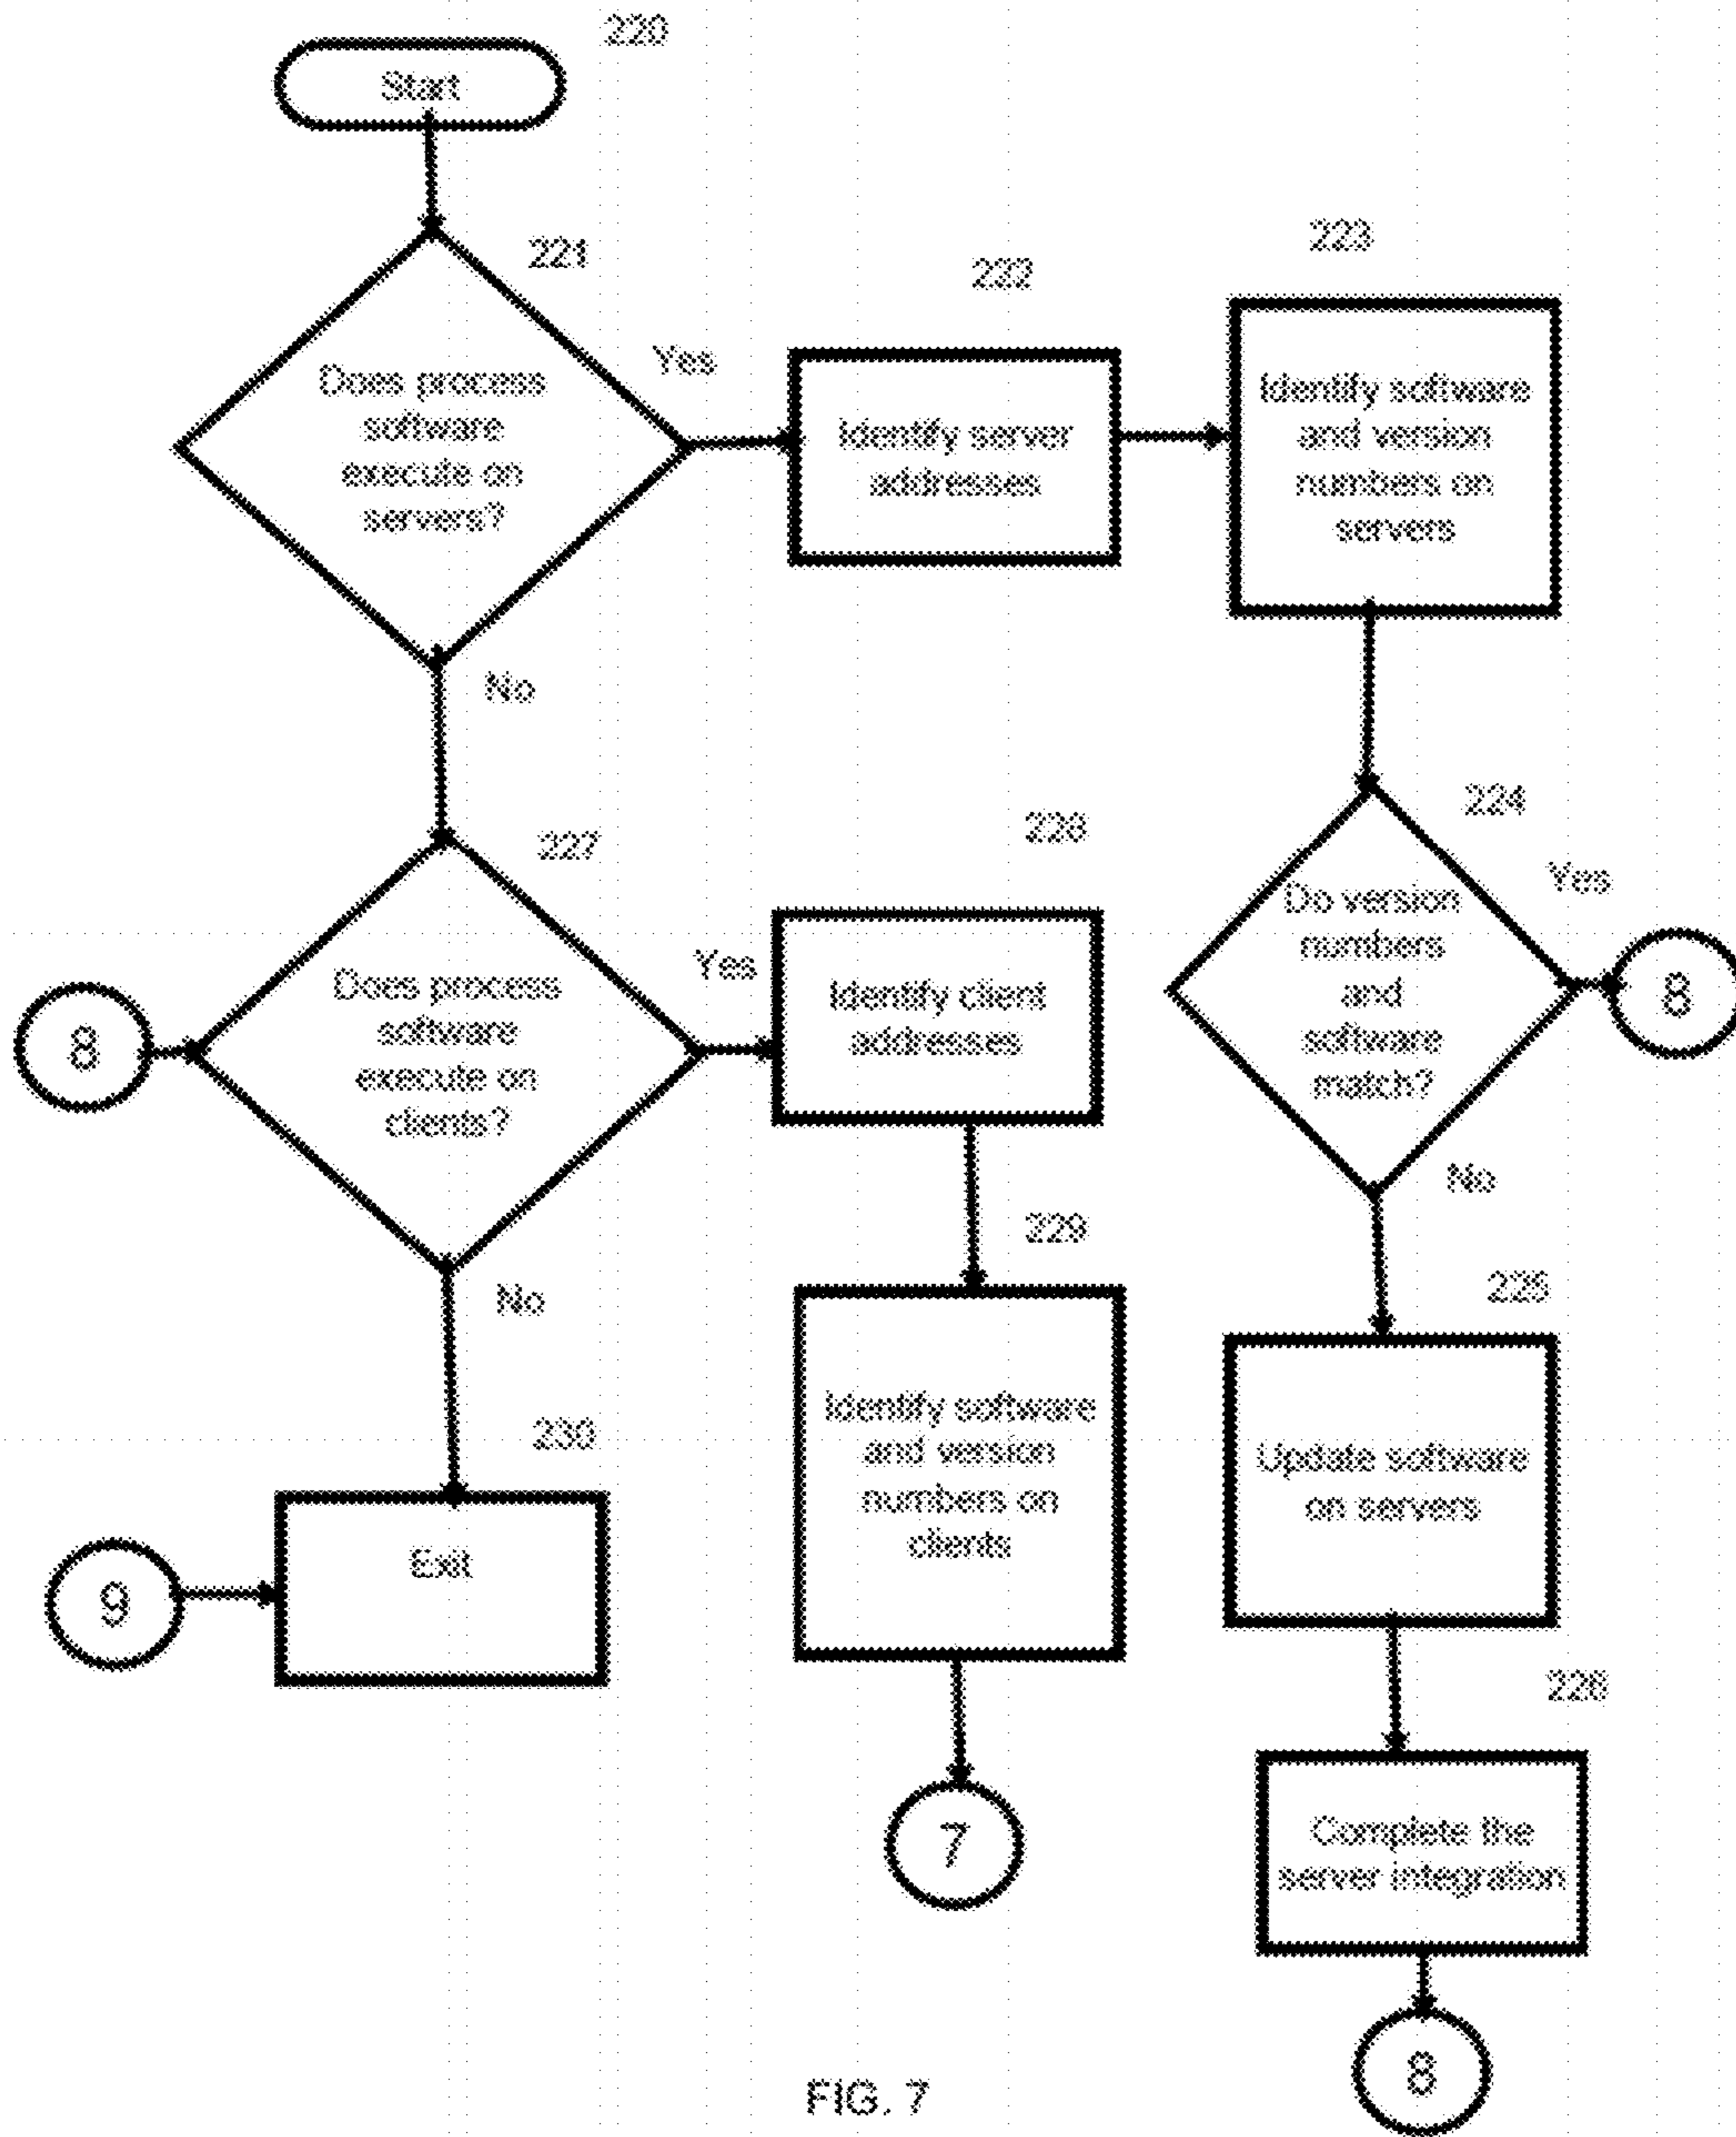 220
Start
221
Does process
software
execute on
servers?
Yes
222
Identify server
addresses
223
Identify software
and version
numbers on
servers
No
224
Do version
numbers
and
software
match?
Yes
8
227
Does process
software
execute on
clients?
8
Yes
228
Identify client
addresses
No
229
Identify software
and version
numbers on
clients
No
225
Update software
on servers
230
Exit
9
7
226
Complete the
server integration
8
FIG. 7